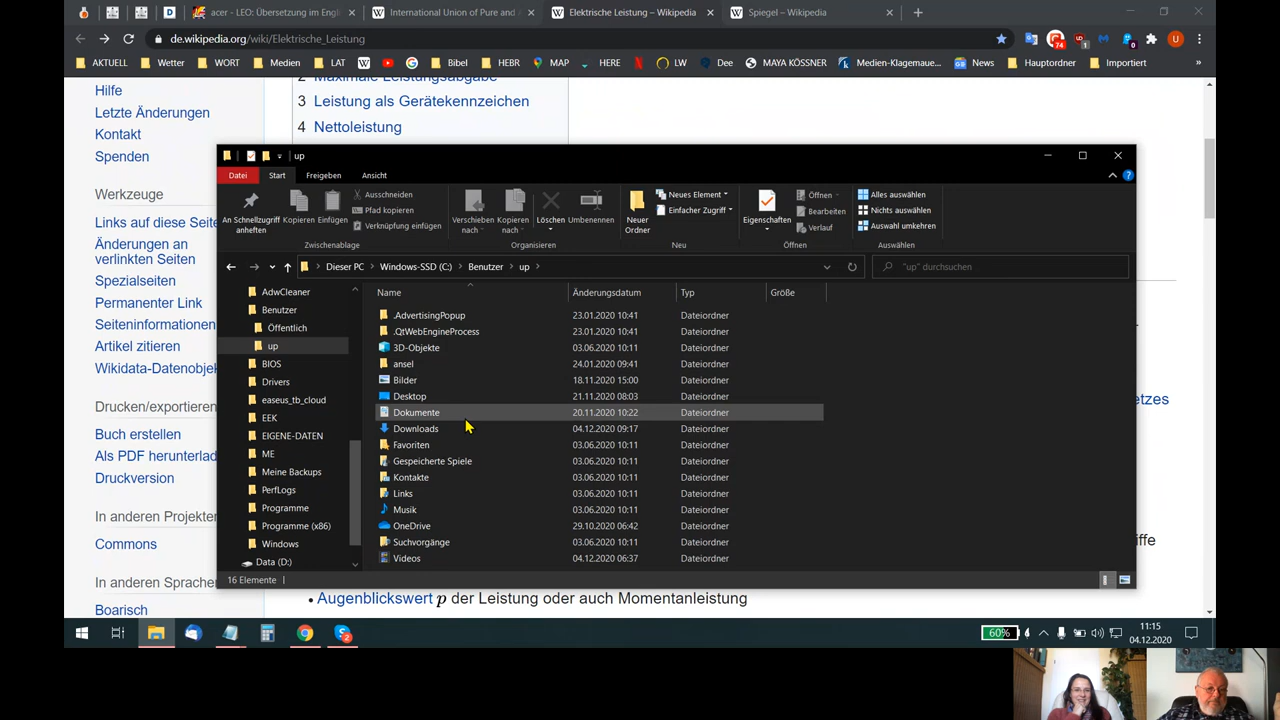 acer - LEO: Übersetzung im Engl
International Union of Pure and A
Elektrische Leistung – Wikipedia
Spiegel – Wikipedia
de.wikipedia.org/wiki/Elektrische_Leistung
74
1
0
U
AKTUELL
Wetter
WORT
Medien
LAT
Bibel
HEBR
MAP
HERE
LW
Dee
MAYA KÖSSNER
Medien-Klagemaue...
News
Hauptordner
Importiert
»
Hilfe
Letzte Änderungen
Kontakt
Spenden
Werkzeuge
Links auf diese Seite
Änderungen an
verlinkten Seiten
Spezialseiten
Permanenter Link
Seiteninformationen
Artikel zitieren
Wikidata-Datenobjek
Drucken/exportieren
Buch erstellen
Als PDF herunterlad
Druckversion
In anderen Projekten
Commons
In anderen Sprachen
Boarisch
2 Maximale Leistungsabgabe
3 Leistung als Gerätekennzeichen
4 Nettoleistung
up
Datei
Start
Freigeben
Ansicht
An Schnellzugriff
anheften
Kopieren
Einfügen
Ausschneiden
Pfad kopieren
Verknüpfung einfügen
Zwischenablage
Verschieben
nach
Kopieren
nach
Löschen
Umbenennen
Organisieren
Neuer
Ordner
Neues Element
Einfacher Zugriff
Neu
Eigenschaften
Öffnen
Bearbeiten
Verlauf
Öffnen
Alles auswählen
Nichts auswählen
Auswahl umkehren
Auswählen
Dieser PC > Windows-SSD (C:) > Benutzer > up >
"up" durchsuchen
AdwCleaner
Benutzer
Öffentlich
up
BIOS
Drivers
easeus_tb_cloud
EEK
EIGENE-DATEN
ME
Meine Backups
PerfLogs
Programme
Programme (x86)
Windows
Data (D:)
Name Änderungsdatum Typ Größe
.AdvertisingPopup 23.01.2020 10:41 Dateiordner
.QtWebEngineProcess 23.01.2020 10:41 Dateiordner
3D-Objekte 03.06.2020 10:11 Dateiordner
ansel 24.01.2020 09:41 Dateiordner
Bilder 18.11.2020 15:00 Dateiordner
Desktop 21.11.2020 08:03 Dateiordner
Dokumente 20.11.2020 10:22 Dateiordner
Downloads 04.12.2020 09:17 Dateiordner
Favoriten 03.06.2020 10:11 Dateiordner
Gespeicherte Spiele 03.06.2020 10:11 Dateiordner
Kontakte 03.06.2020 10:11 Dateiordner
Links 03.06.2020 10:11 Dateiordner
Musik 03.06.2020 10:11 Dateiordner
OneDrive 29.10.2020 06:42 Dateiordner
Suchvorgänge 03.06.2020 10:11 Dateiordner
Videos 04.12.2020 06:37 Dateiordner
16 Elemente
etzes
iffe
• Augenblickswert p der Leistung oder auch Momentanleistung
60%
11:15
04.12.2020